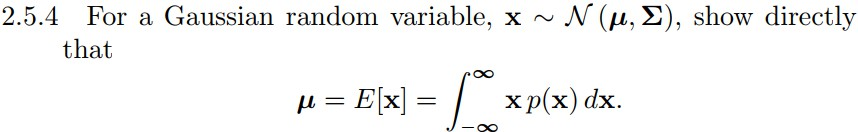 2.5.4 For a Gaussian random variable, x ∼ N (μ, Σ), show directly
that
μ = E[x] = ∫_{−∞}^{∞} x p(x) dx.